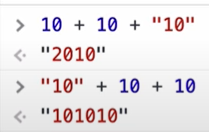 > 10 + 10 + "10"
<· "2010"
> "10" + 10 + 10
<· "101010"